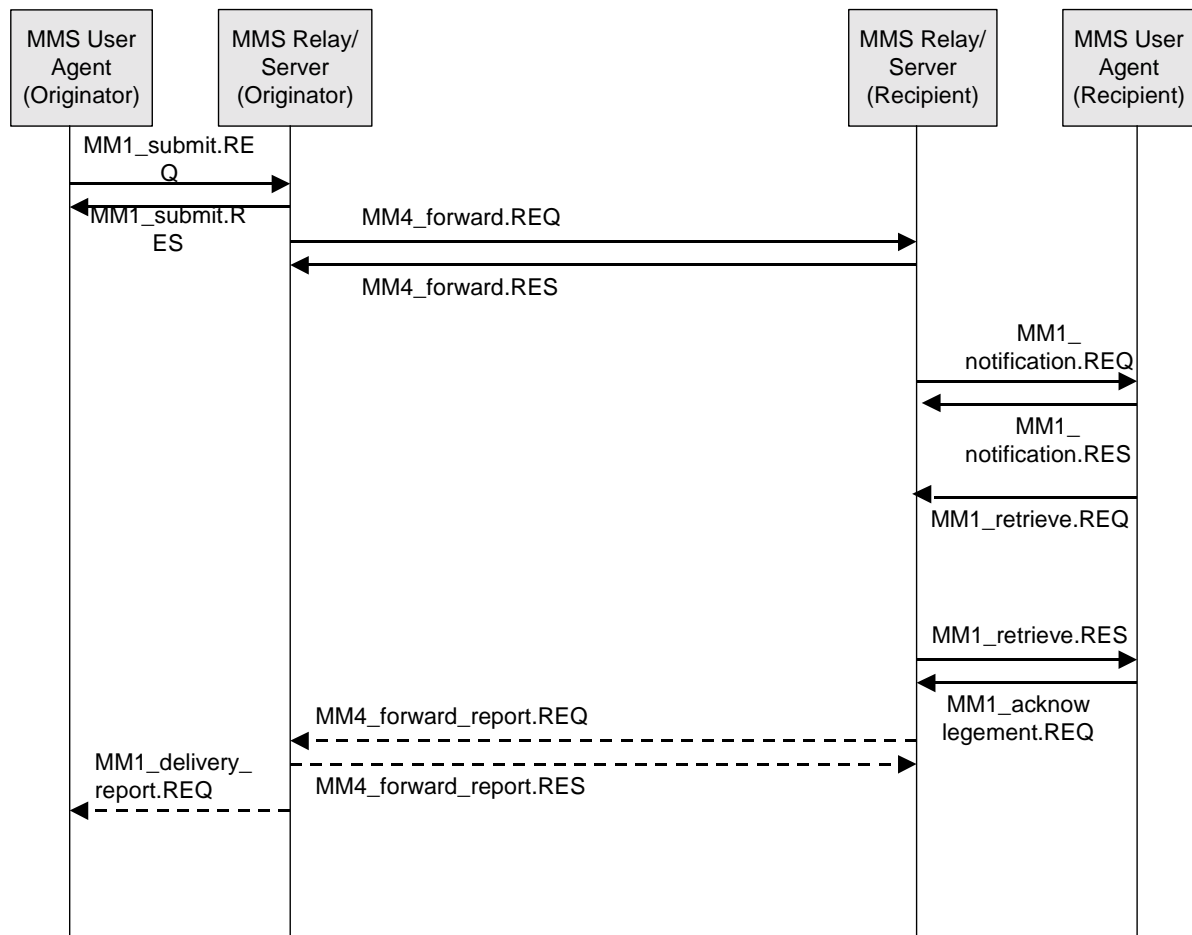 MMS User
Agent
(Originator)
MMS Relay/
Server
(Originator)
MMS Relay/
Server
(Recipient)
MMS User
Agent
(Recipient)
MM1_submit.RE
Q
MM1_submit.R
ES
MM4_forward.REQ
MM4_forward.RES
MM1_
notification.REQ
MM1_
notification.RES
MM1_retrieve.REQ
MM1_retrieve.RES
MM1_acknow
legement.REQ
MM4_forward_report.REQ
MM4_forward_report.RES
MM1_delivery_
report.REQ